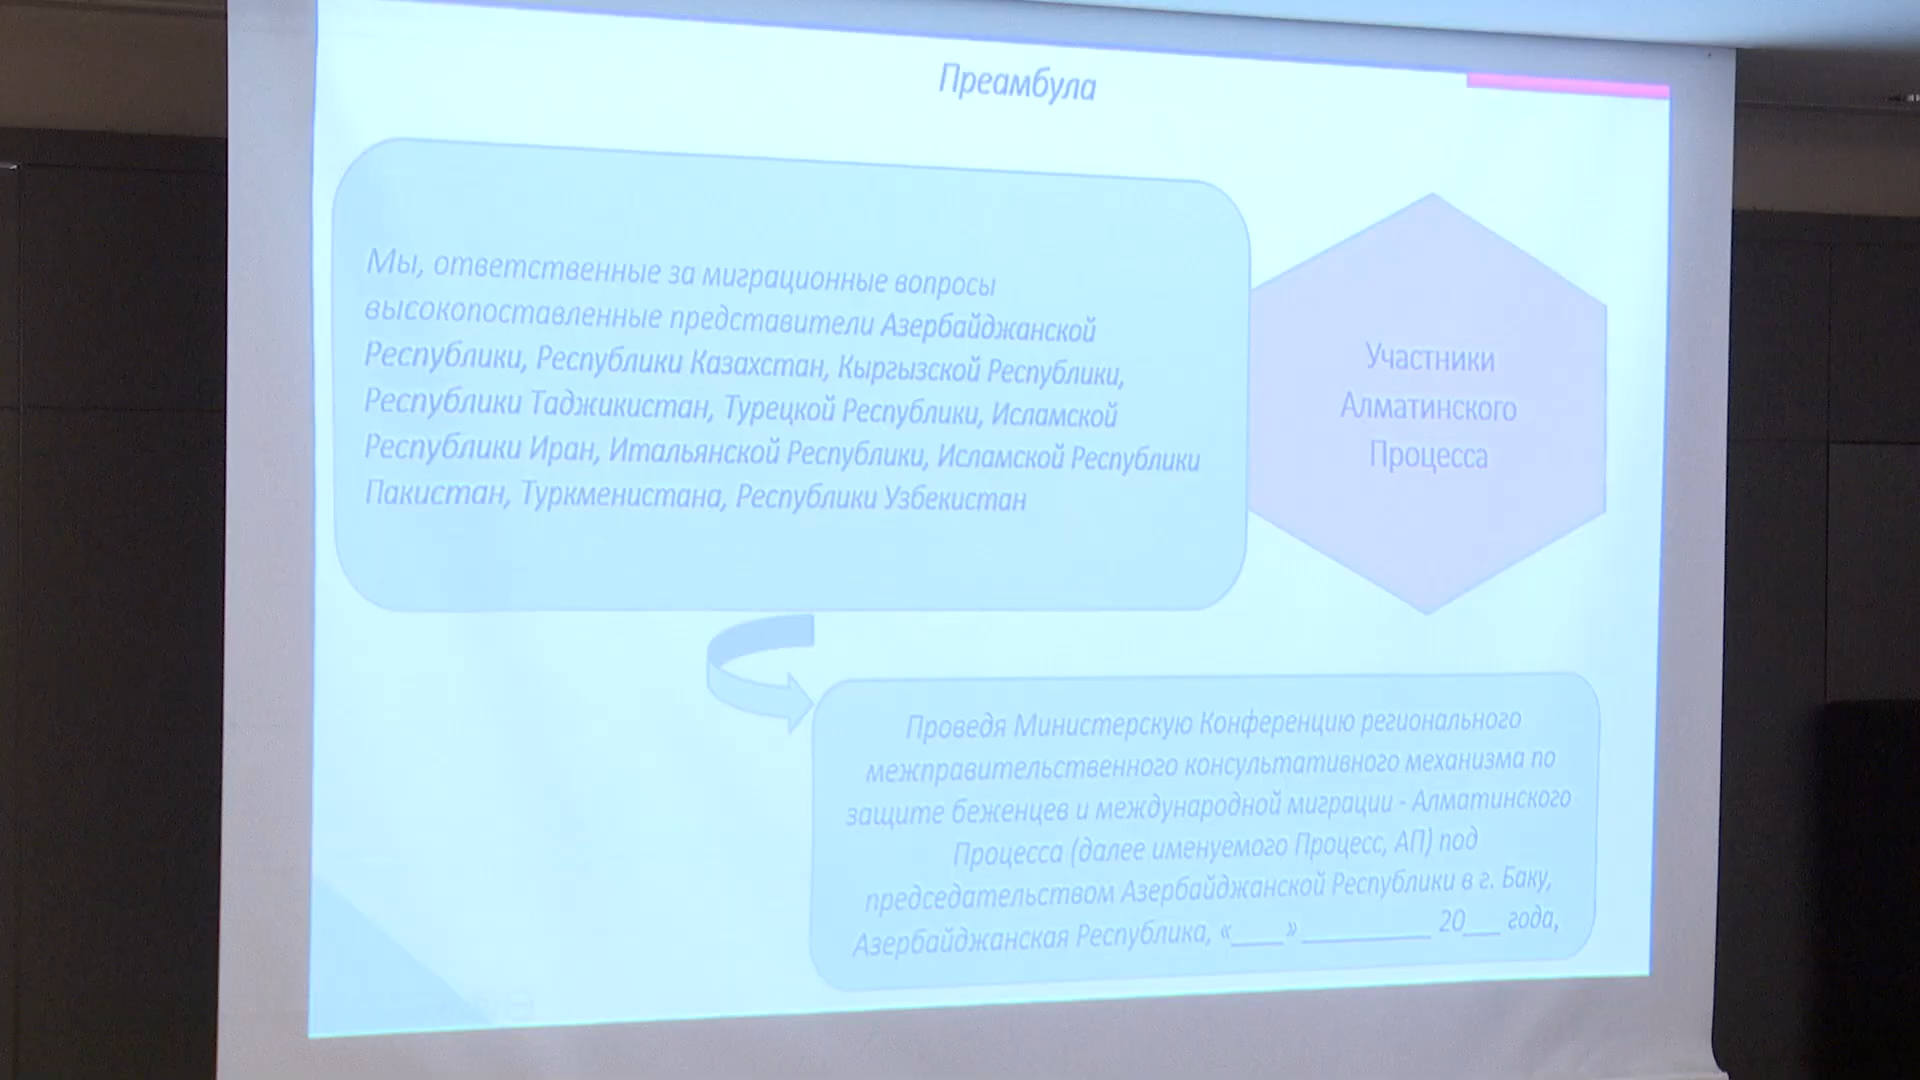 Преамбула
Мы, ответственные за миграционные вопросы
высокопоставленные представители Азербайджанской
Республики, Республики Казахстан, Кыргызской Республики,
Республики Таджикистан, Турецкой Республики, Исламской
Республики Иран, Итальянской Республики, Исламской Республики
Пакистан, Туркменистана, Республики Узбекистан
Участники
Алматинского
Процесса
Проведя Министерскую Конференцию регионального
межправительственного консультативного механизма по
защите беженцев и международной миграции - Алматинского
Процесса (далее именуемого Процесс, АП) под
председательством Азербайджанской Республики в г. Баку,
Азербайджанская Республика, «____» __________ 20___ года,